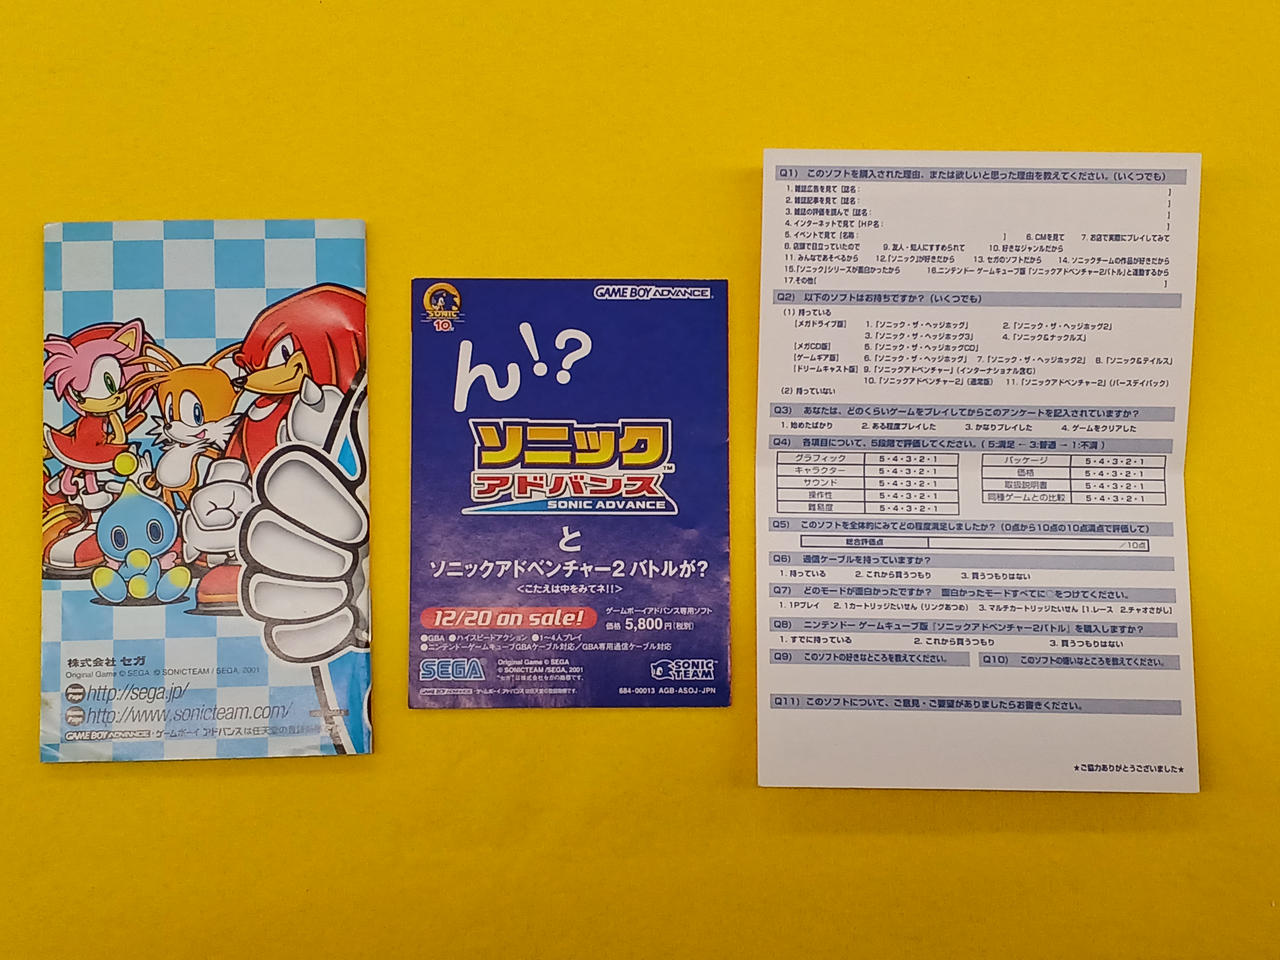 株式会社 セガ
Original Game © SEGA. © SONICTEAM / SEGA, 2001
http://sega.jp/
http://www.sonicteam.com/
GAME BOY ADVANCE・ゲームボーイ アドバンスは任天堂の登録商標
GAME BOY ADVANCE
SONIC
10
ん!?
ソニック
アドバンス
SONIC ADVANCE
TM
と
ソニックアドベンチャー2 バトルが?
<こたえは中をみてネ!!>
12/20 on sale!
ゲームボーイアドバンス専用ソフト
価格 5,800円(税別)
●GBA ●ハイスピードアクション ●1〜4人プレイ
●ニンテンドーゲームキューブGBAケーブル対応/GBA専用通信ケーブル対応
SEGA
Original Game © SEGA
© SONICTEAM /SEGA, 2001
"セガ"は株式会社セガの商標です。
SONIC TEAM
GAME BOY ADVANCE・ゲームボーイ アドバンスは任天堂の登録商標です。
684-00013 AGB-ASOJ-JPN
Q1) このソフトを購入された理由、または欲しいと思った理由を教えてください。(いくつでも)
1. 雑誌広告を見て [誌名: ]
2. 雑誌記事を見て [誌名:
3. 雑誌の評価を読んで [誌名: ]
4. インターネットで見て [HP名: ]
5. イベントで見て [名称: ] 6. CMを見て 7. お店で実際にプレイしてみて
8. 店頭で目立っていたので 9. 友人・知人にすすめられて 10. 好きなジャンルだから
11. みんなであそべるから 12.「ソニック」が好きだから 13. セガのソフトだから 14. ソニックチームの作品が好きだから
15.「ソニック」シリーズが面白かったから 16.ニンテンドー ゲームキューブ版「ソニックアドベンチャー2バトル」と連動するから
17.その他[ ]
Q2) 以下のソフトはお持ちですか?(いくつでも)
(1) 持っている
[メガドライブ版] 1.「ソニック・ザ・ヘッジホッグ」 2.「ソニック・ザ・ヘッジホッグ2」
3.「ソニック・ザ・ヘッジホッグ3」 4.「ソニック&ナックルズ」
[メガCD版] 5.「ソニック・ザ・ヘッジホッグCD」
[ゲームギア版] 6.「ソニック・ザ・ヘッジホッグ」 7.「ソニック・ザ・ヘッジホッグ2」 8.「ソニック&テイルス」
[ドリームキャスト版] 9.「ソニックアドベンチャー」(インターナショナル含む)
10.「ソニックアドベンチャー2」(通常版) 11.「ソニックアドベンチャー2」(バースデイパック)
(2) 持っていない
Q3) あなたは、どのくらいゲームをプレイしてからこのアンケートを記入されていますか?
1. 始めたばかり 2. ある程度プレイした 3. かなりプレイした 4. ゲームをクリアした
Q4) 各項目について、5段階で評価してください。( 5:満足 ← 3:普通 → 1:不満 )
グラフィック 5・4・3・2・1 パッケージ 5・4・3・2・1
キャラクター 5・4・3・2・1 価格 5・4・3・2・1
サウンド 5・4・3・2・1 取扱説明書 5・4・3・2・1
操作性 5・4・3・2・1 同種ゲームとの比較 5・4・3・2・1
難易度 5・4・3・2・1
Q5) このソフトを全体的にみてどの程度満足しましたか?(0点から10点の10点満点で評価して)
総合評価点 /10点
Q6) 通信ケーブルを持っていますか?
1. 持っている 2. これから買うつもり 3. 買うつもりはない
Q7) どのモードが面白かったですか? 面白かったモードすべてに○をつけてください。
1. 1Pプレイ 2. 1カートリッジたいせん (リングあつめ) 3. マルチカートリッジたいせん [1.レース 2.チャオさがし]
Q8) ニンテンドー ゲームキューブ版「ソニックアドベンチャー2バトル」を購入しますか?
1. すでに持っている 2. これから買うつもり 3. 買うつもりはない
Q9) このソフトの好きなところを教えてください。 Q10) このソフトの悪いなところを教えてください。
Q11) このソフトについて、ご意見・ご要望がありましたらお書きください。
★ご協力ありがとうございました★